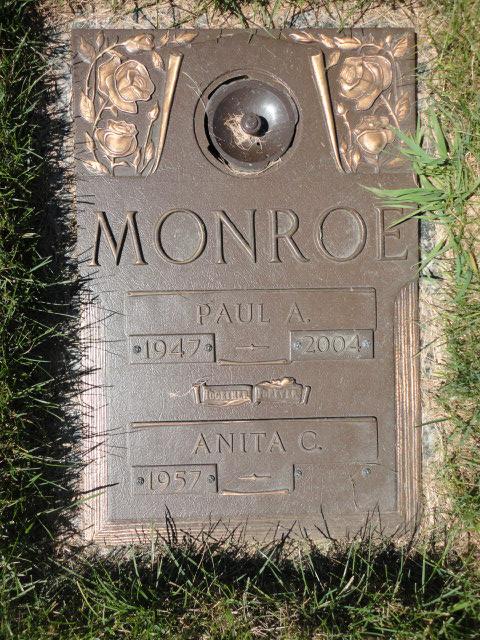 MONROE
PAUL A.
1947 - 2004
TOGETHER FOREVER
ANITA C.
1957 -